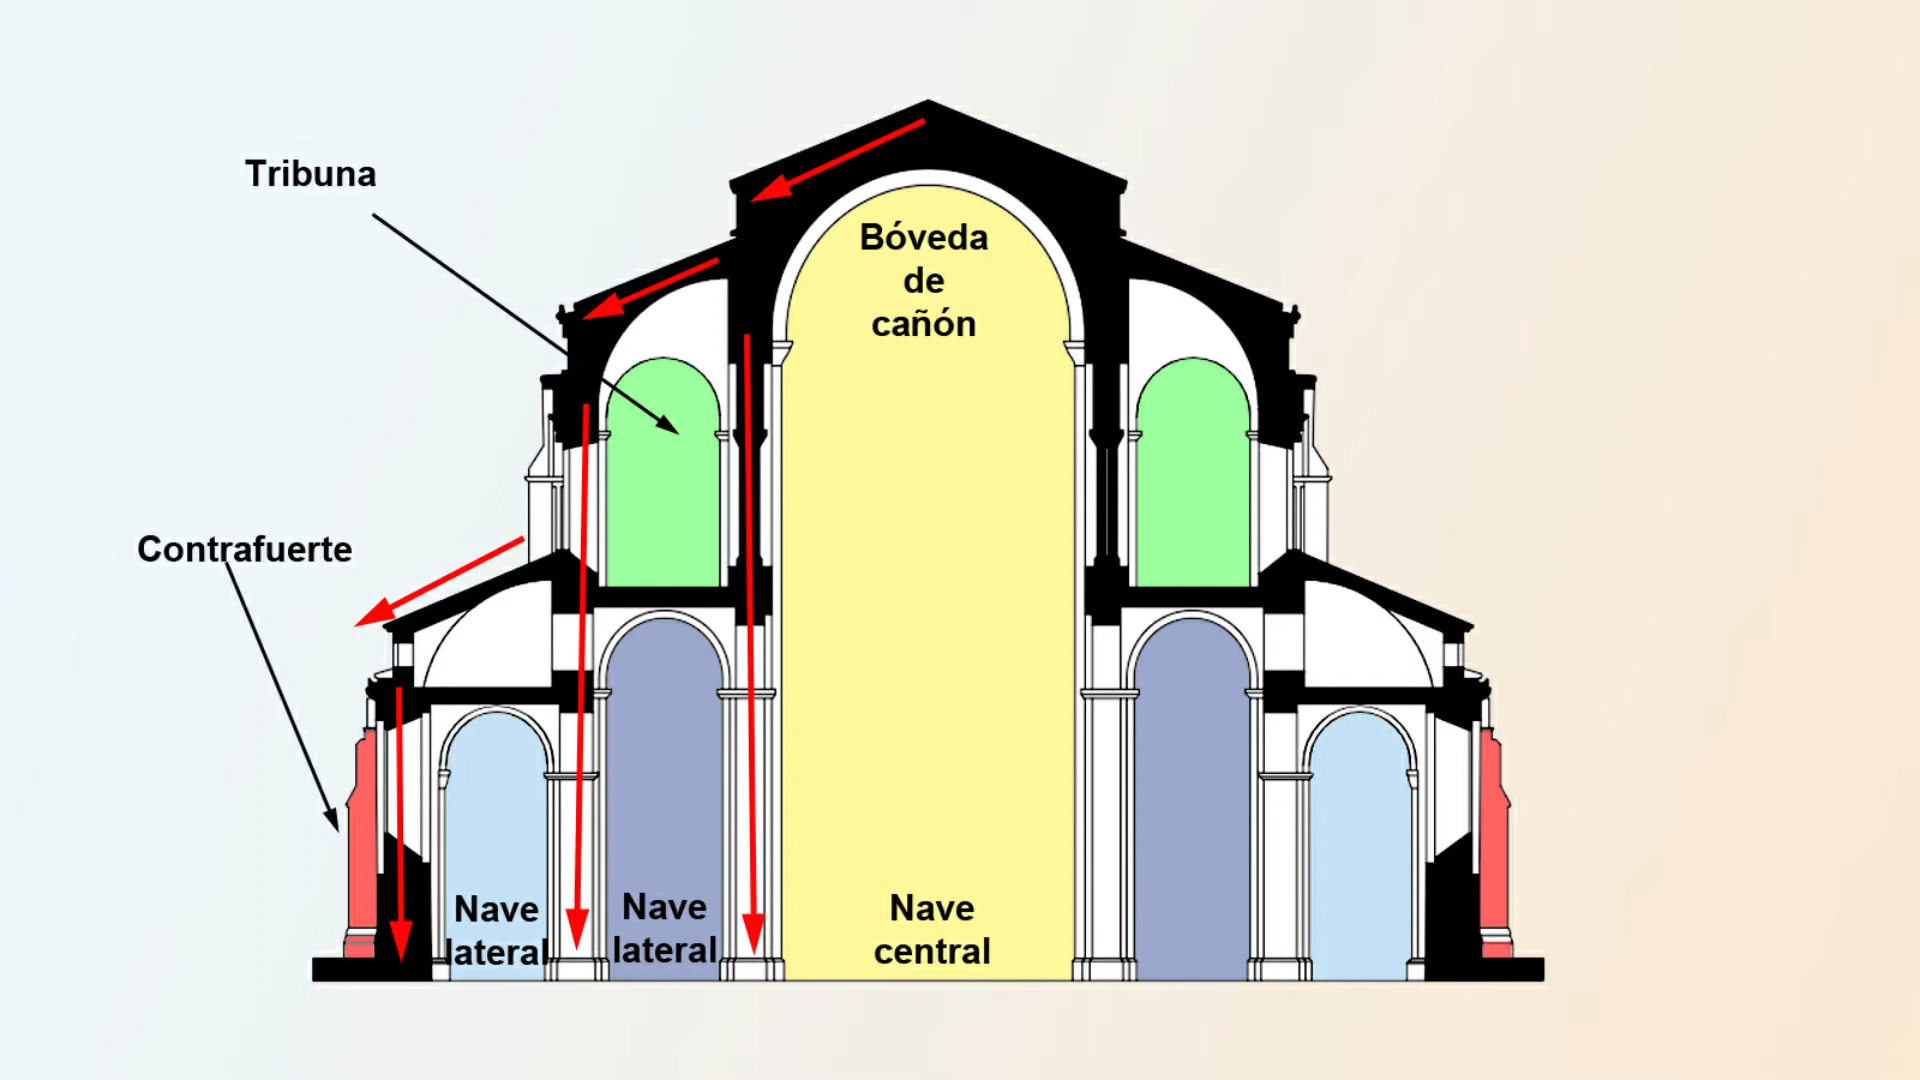 Tribuna
Bóveda
de
cañón
Contrafuerte
Nave
lateral
Nave
lateral
Nave
central